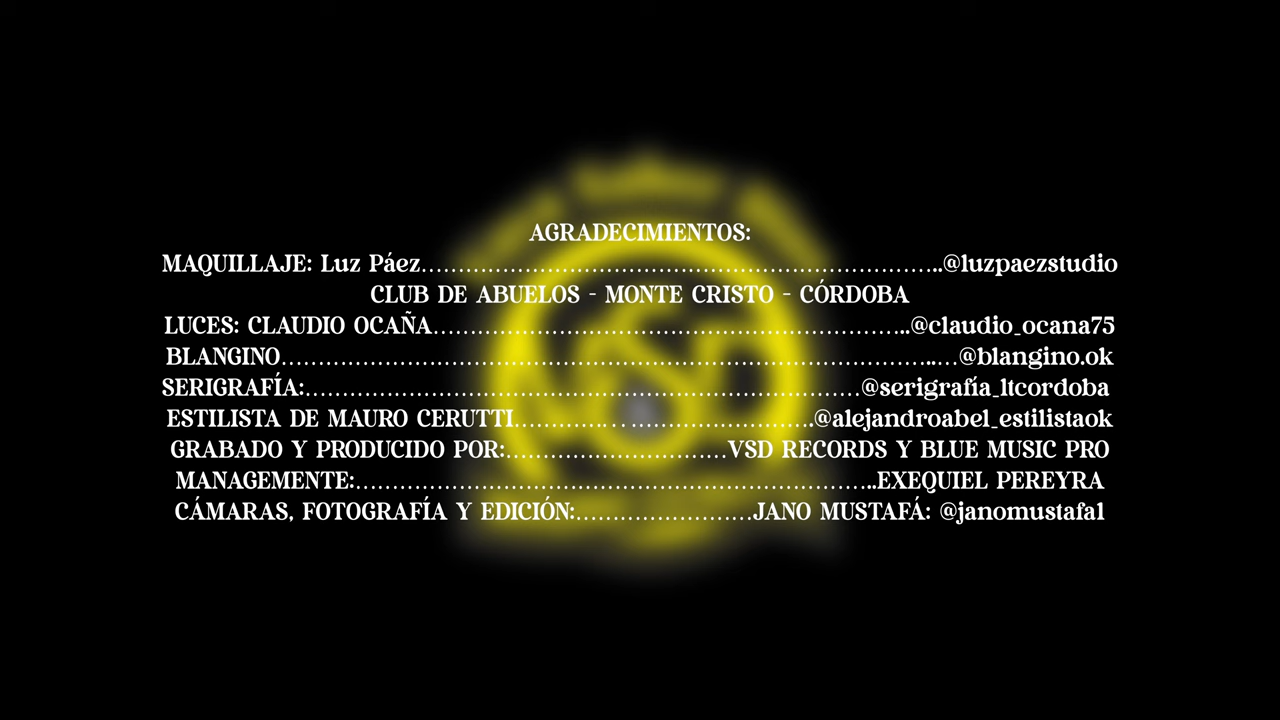 AGRADECIMIENTOS:
MAQUILLAJE: Luz Páez......................................................................@luzpaezstudio
CLUB DE ABUELOS - MONTE CRISTO - CÓRDOBA
LUCES: CLAUDIO OCAÑA................................................................@claudio_ocana75
BLANGINO...........................................................................................@blangino.ok
SERIGRAFÍA:..............................................................................@serigrafía_ltcordoba
ESTILISTA DE MAURO CERUTTI..........................................@alejandroabel_estilistaok
GRABADO Y PRODUCIDO POR:..............................VSD RECORDS Y BLUE MUSIC PRO
MANAGEMENTE:.......................................................................EXEQUIEL PEREYRA
CÁMARAS, FOTOGRAFÍA Y EDICIÓN:........................JANO MUSTAFÁ: @janomustafa1